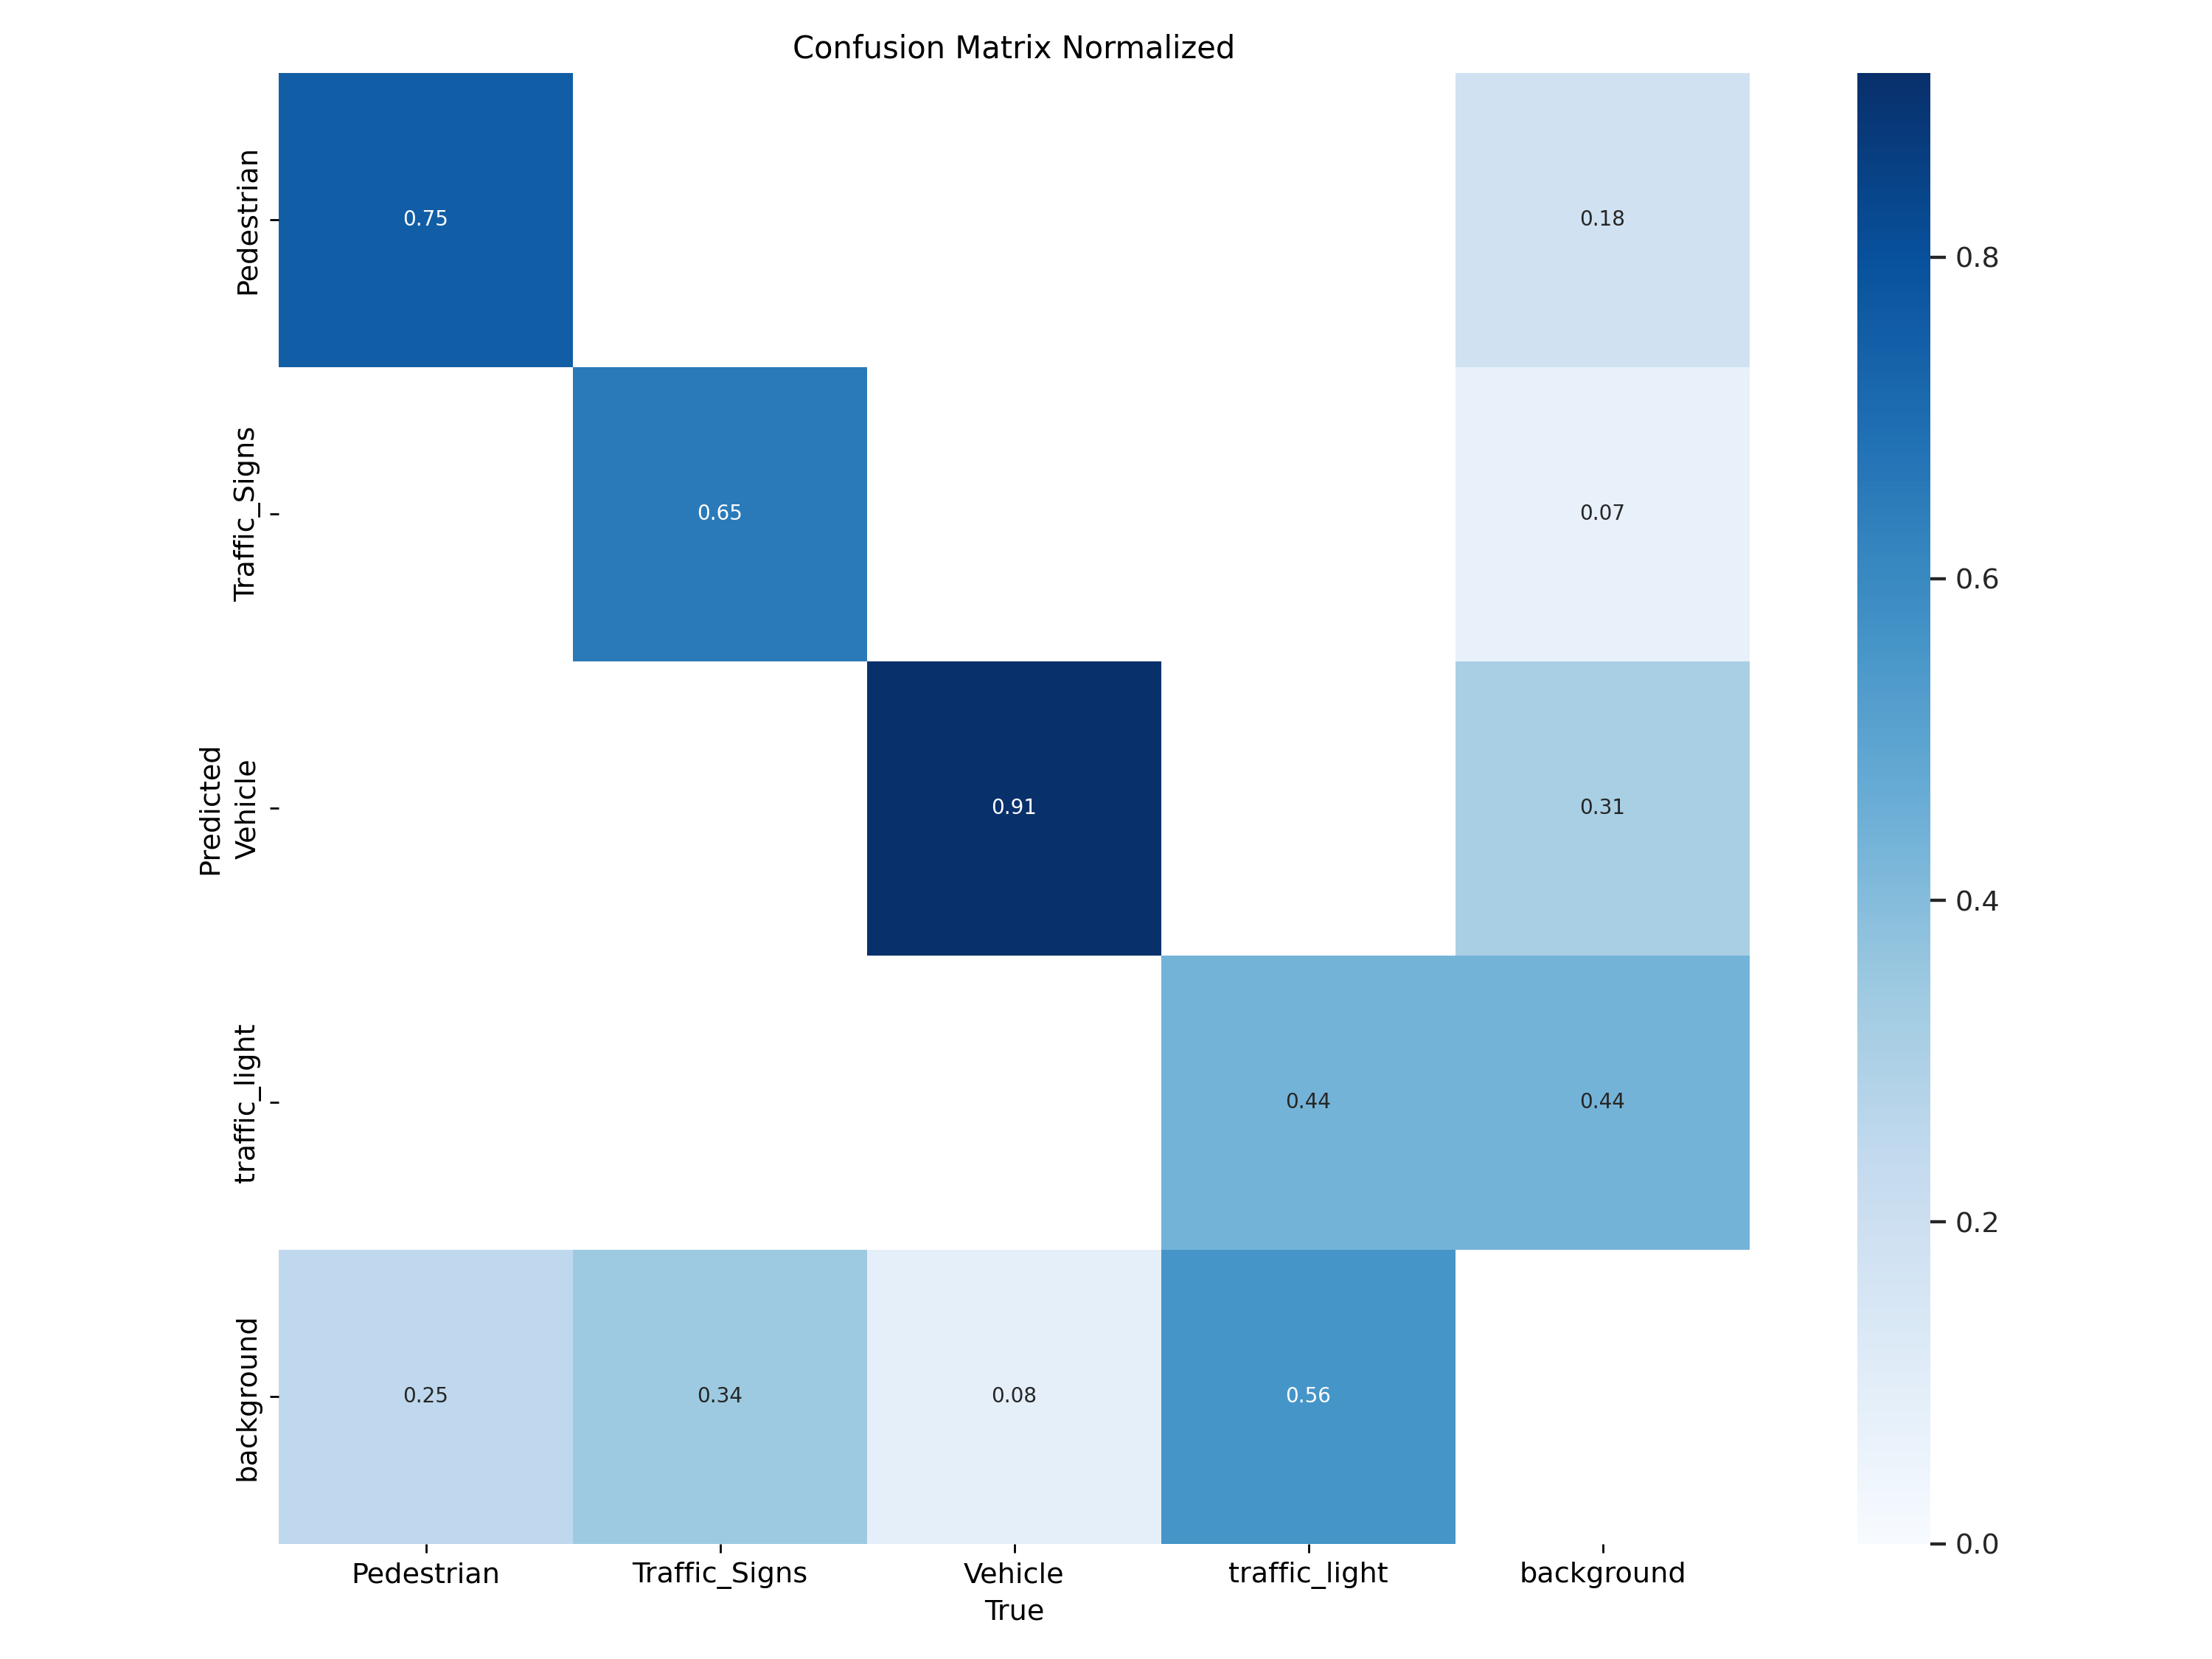 Confusion Matrix Normalized
Pedestrian
0.75
0.18
0.8
Traffic_Signs
0.65
0.07
0.6
Predicted
Vehicle
0.91
0.31
0.4
traffic_light
0.44
0.44
0.2
background
0.25
0.34
0.08
0.56
0.0
Pedestrian
Traffic_Signs
Vehicle
traffic_light
background
True